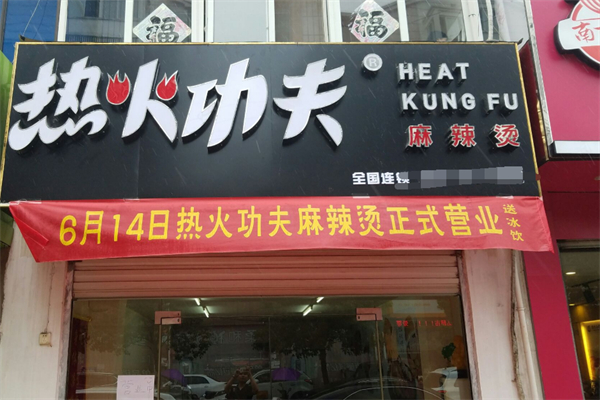 福
福
热火功夫®
HEAT
KUNG FU
麻辣烫
全国连锁
6月14日热火功夫麻辣烫正式营业
送冰饮
南